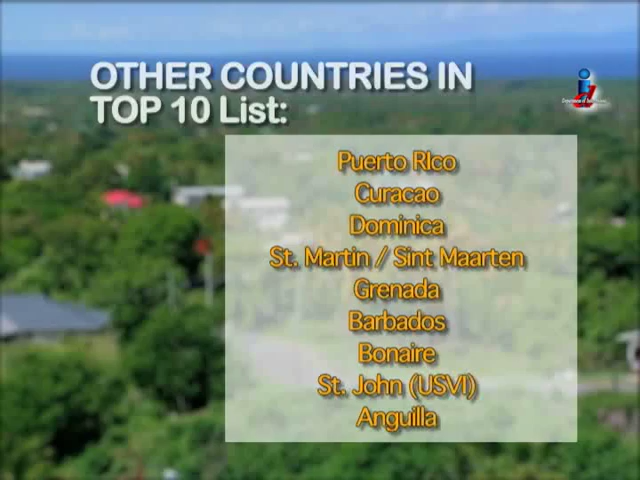 OTHER COUNTRIES IN
TOP 10 List:
Puerto RIco
Curacao
Dominica
St. Martin / Sint Maarten
Grenada
Barbados
Bonaire
St. John (USVI)
Anguilla